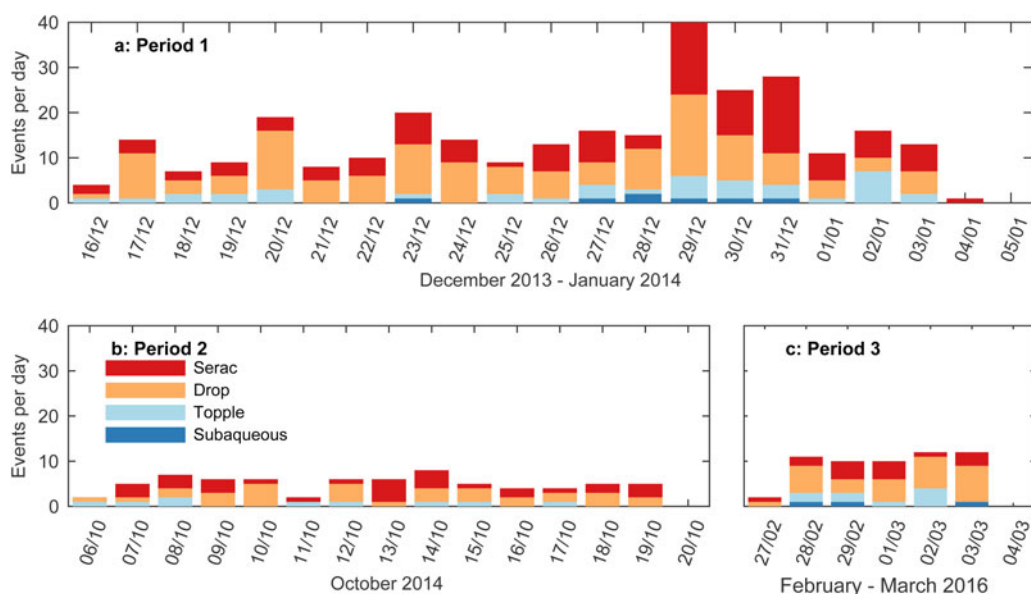 a: Period 1
Events per day
40
30
20
10
0
16/12 17/12 18/12 19/12 20/12 21/12 22/12 23/12 24/12 25/12 26/12 27/12 28/12 29/12 30/12 31/12 01/01 02/01 03/01 04/01 05/01
December 2013 - January 2014
b: Period 2
Serac
Drop
Topple
Subaqueous
Events per day
40
30
20
10
0
06/10 07/10 08/10 09/10 10/10 11/10 12/10 13/10 14/10 15/10 16/10 17/10 18/10 19/10 20/10
October 2014
c: Period 3
27/02 28/02 29/02 01/03 02/03 03/03 04/03
February - March 2016